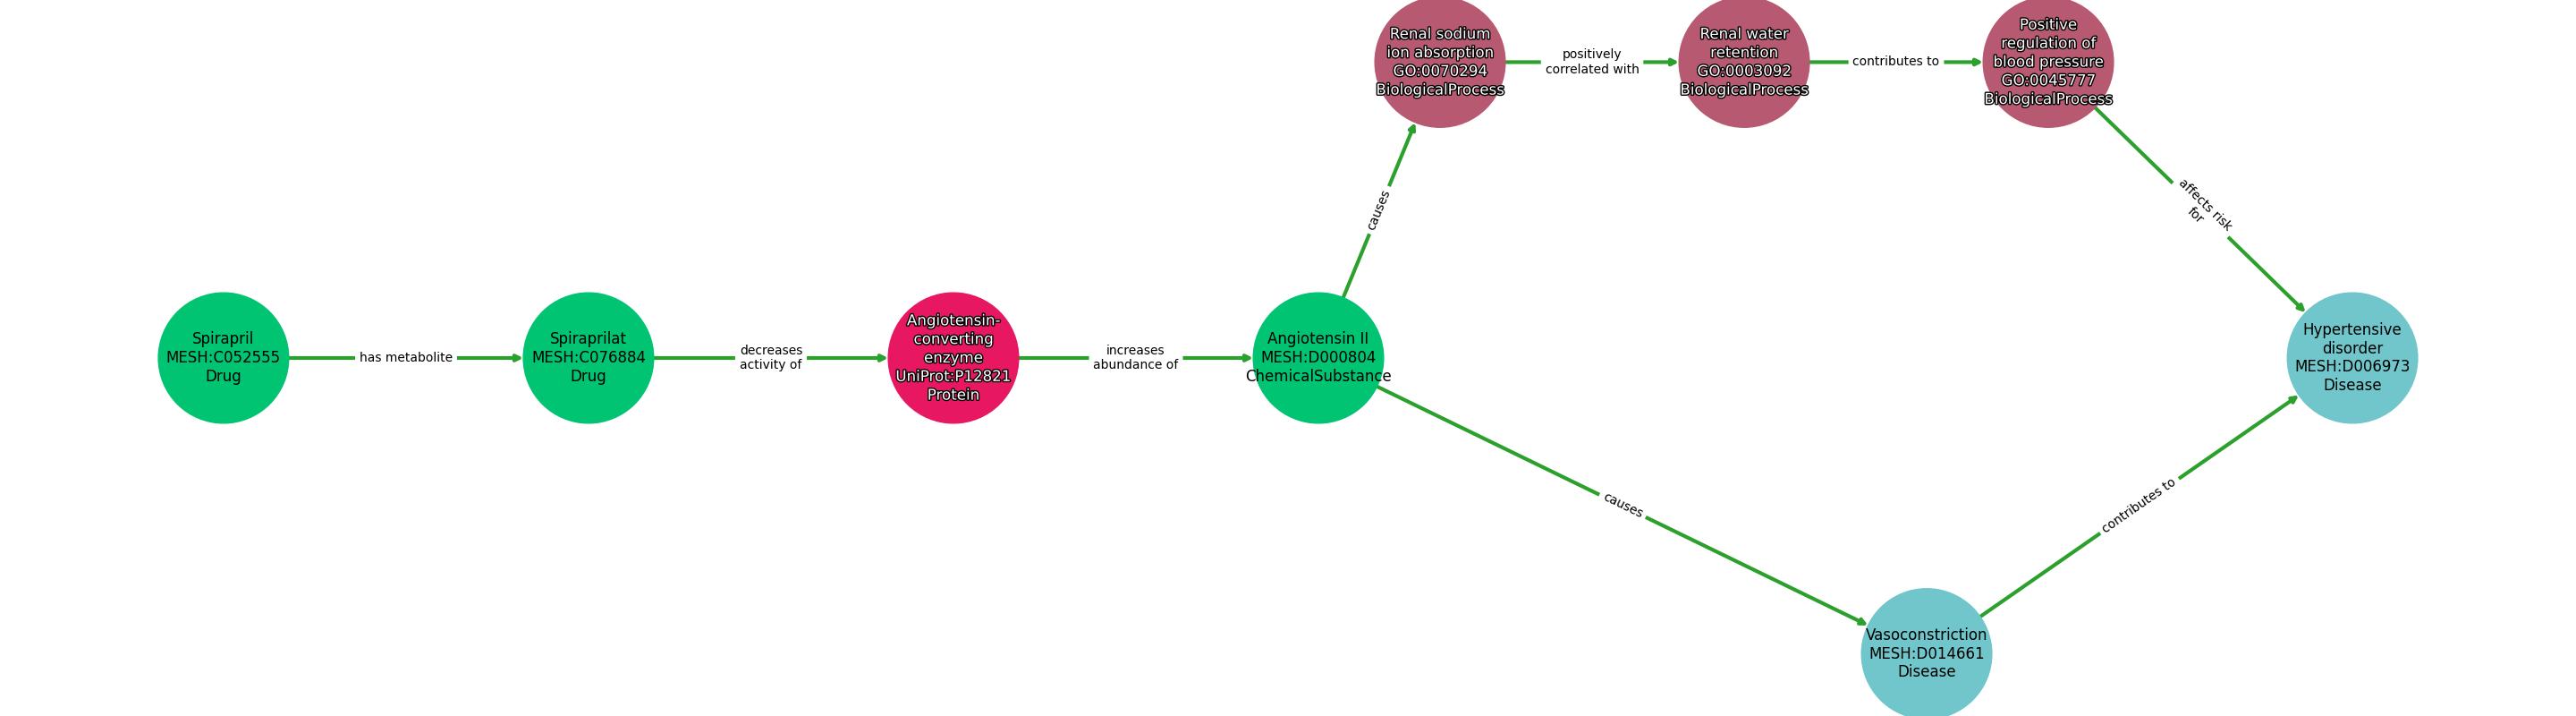 Renal sodium
ion absorption
GO:0070294
BiologicalProcess
positively
correlated with
Renal water
retention
GO:0003092
BiologicalProcess
contributes to
Positive
regulation of
blood pressure
GO:0045777
BiologicalProcess
causes
affects risk
for
Spirapril
MESH:C052555
Drug
has metabolite
Spiraprilat
MESH:C076884
Drug
decreases
activity of
Angiotensin-
converting
enzyme
UniProt:P12821
Protein
increases
abundance of
Angiotensin II
MESH:D000804
ChemicalSubstance
Hypertensive
disorder
MESH:D006973
Disease
causes
contributes to
Vasoconstriction
MESH:D014661
Disease